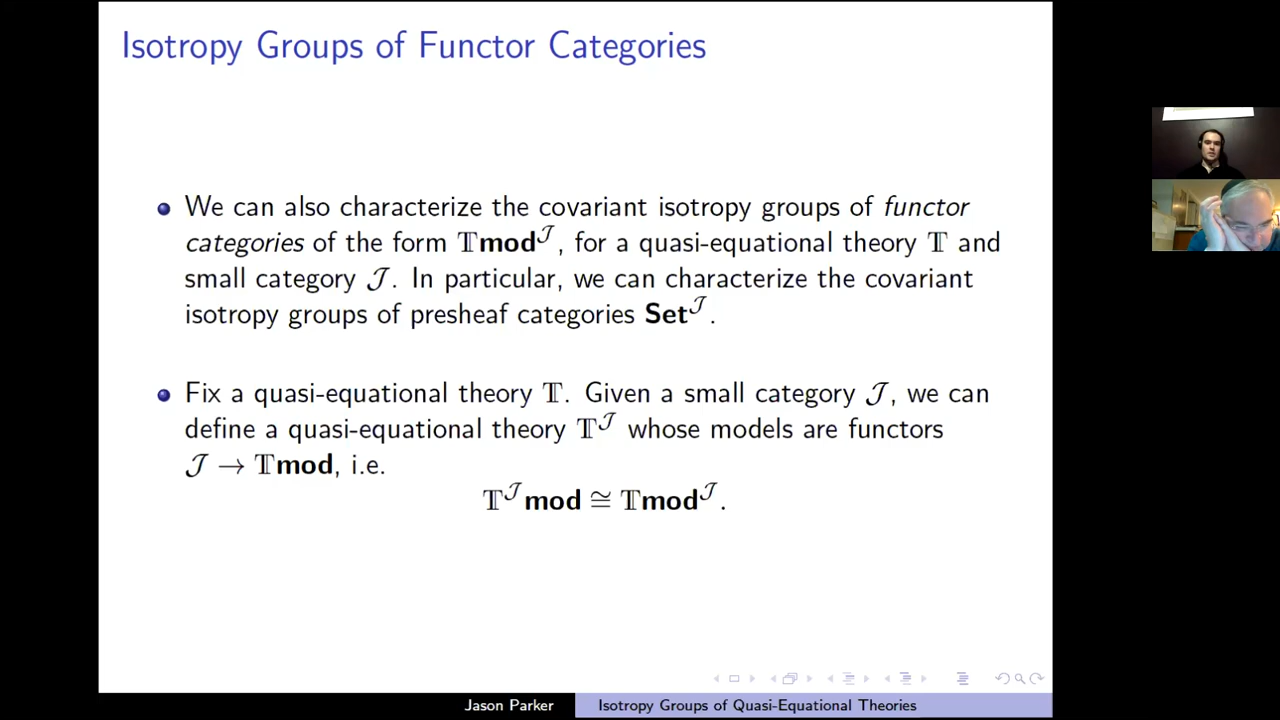 Isotropy Groups of Functor Categories
We can also characterize the covariant isotropy groups of functor
categories of the form 𝕋mod^𝒥, for a quasi-equational theory 𝕋 and
small category 𝒥. In particular, we can characterize the covariant
isotropy groups of presheaf categories Set^𝒥.
Fix a quasi-equational theory 𝕋. Given a small category 𝒥, we can
define a quasi-equational theory 𝕋^𝒥 whose models are functors
𝒥 → 𝕋mod, i.e.
𝕋^𝒥mod ≅ 𝕋mod^𝒥.
Jason Parker
Isotropy Groups of Quasi-Equational Theories